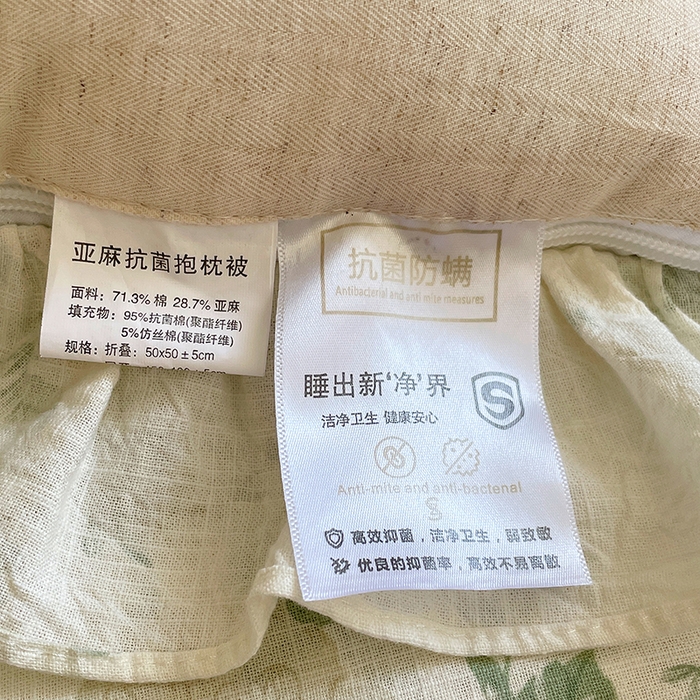 亚麻抗菌抱枕被
面料：71.3% 棉 28.7% 亚麻
填充物：95%抗菌棉(聚酯纤维)
5%仿丝棉(聚酯纤维)
规格：折叠：50x50±5cm
抗菌防螨
Antibacterial and anti mite measures
睡出新‘净’界
洁净卫生 健康安心
S
Anti-mite and anti-bactenal
S
高效抑菌，洁净卫生，弱致敏
优良的抑菌率，高效不易离散